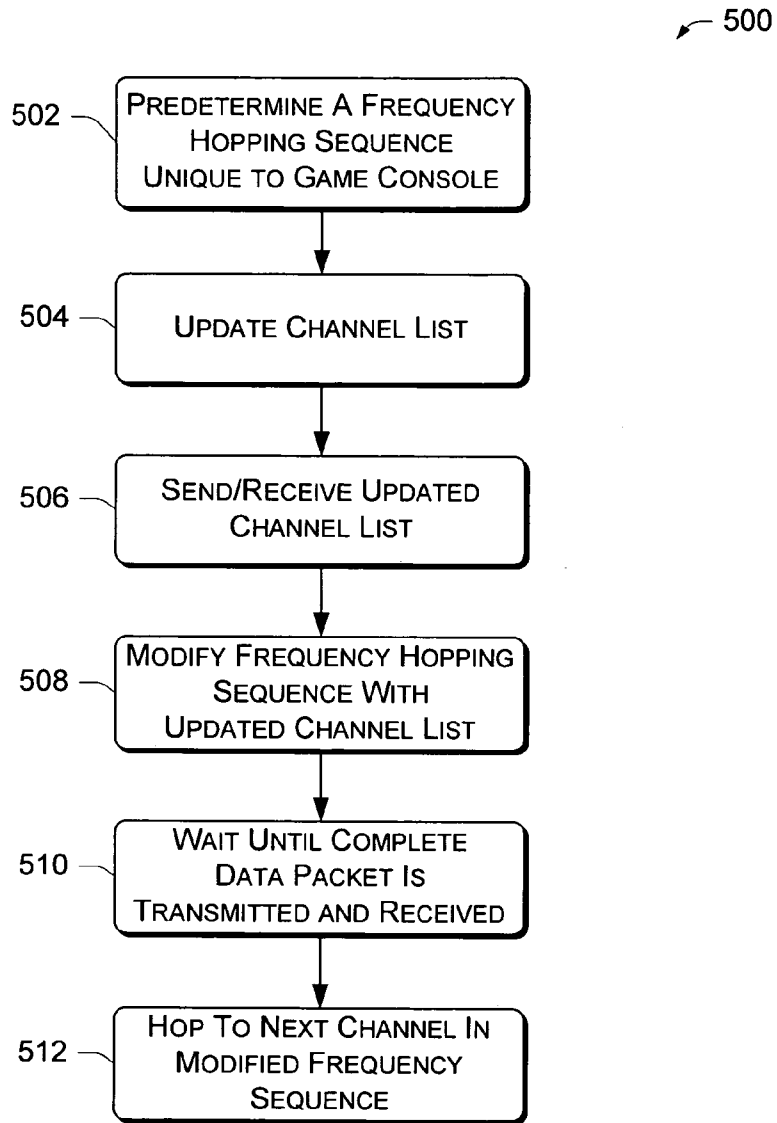 500
502
PREDETERMINE A FREQUENCY
HOPPING SEQUENCE
UNIQUE TO GAME CONSOLE
504
UPDATE CHANNEL LIST
506
SEND/RECEIVE UPDATED
CHANNEL LIST
508
MODIFY FREQUENCY HOPPING
SEQUENCE WITH
UPDATED CHANNEL LIST
510
WAIT UNTIL COMPLETE
DATA PACKET IS
TRANSMITTED AND RECEIVED
512
HOP TO NEXT CHANNEL IN
MODIFIED FREQUENCY
SEQUENCE